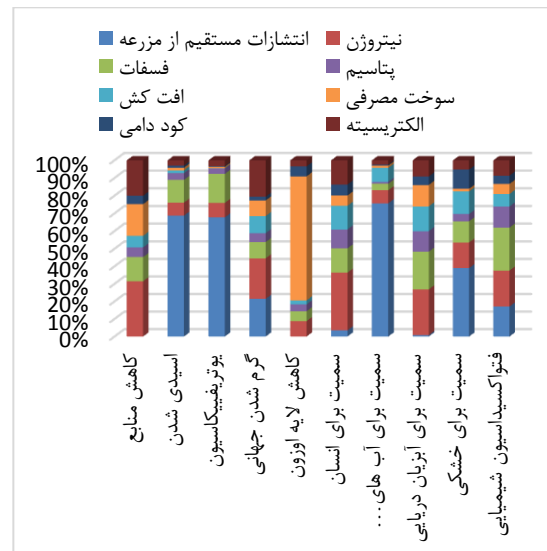 انتشارات مستقیم از مزرعه
نیتروژن
فسفات
پتاسیم
افت کش
سوخت مصرفی
کود دامی
الکتریسیته
100%
90%
80%
70%
60%
50%
40%
30%
20%
10%
0%
کاهش منابع
اسیدی شدن
یوتریفییکاسیون
گرم شدن جهانی
کاهش لایه اوزون
سمیت برای انسان
سمیت برای آب های...
سمیت برای آبزیان دریایی
سمیت برای خشکی
فتواکسیداسیون شیمیایی